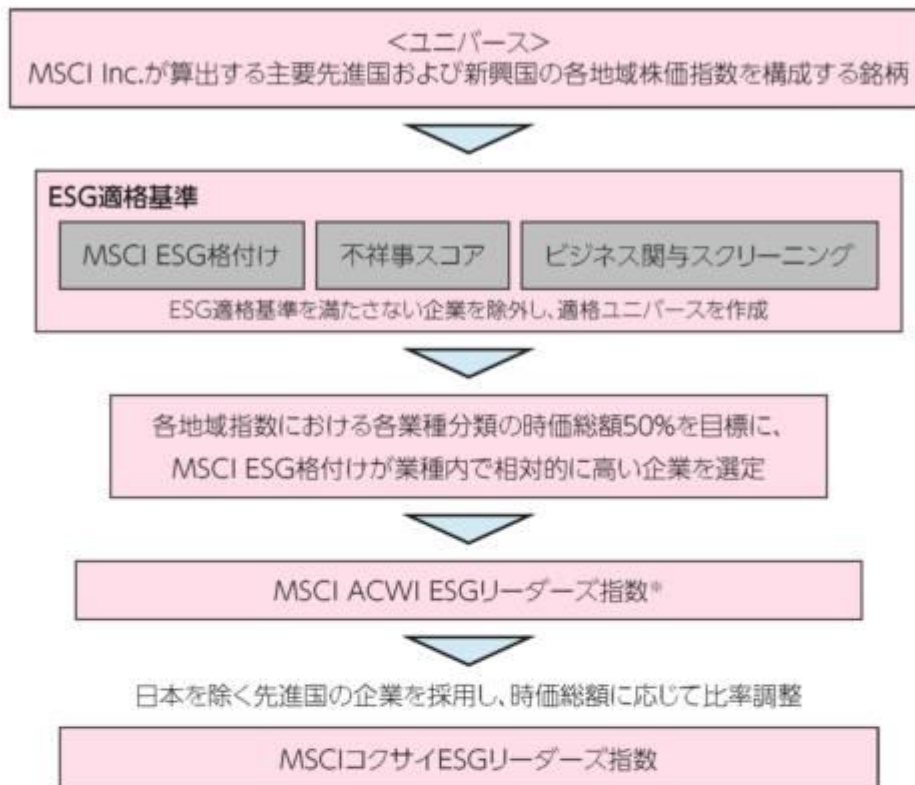 <ユニバース>
MSCI Inc.が算出する主要先進国および新興国の各地域株価指数を構成する銘柄
ESG適格基準
MSCI ESG格付け
不祥事スコア
ビジネス関与スクリーニング
ESG適格基準を満たさない企業を除外し、適格ユニバースを作成
各地域指数における各業種分類の時価総額50%を目標に、
MSCI ESG格付けが業種内で相対的に高い企業を選定
MSCI ACWI ESGリーダーズ指数※
日本を除く先進国の企業を採用し、時価総額に応じて比率調整
MSCIコクサイESGリーダーズ指数